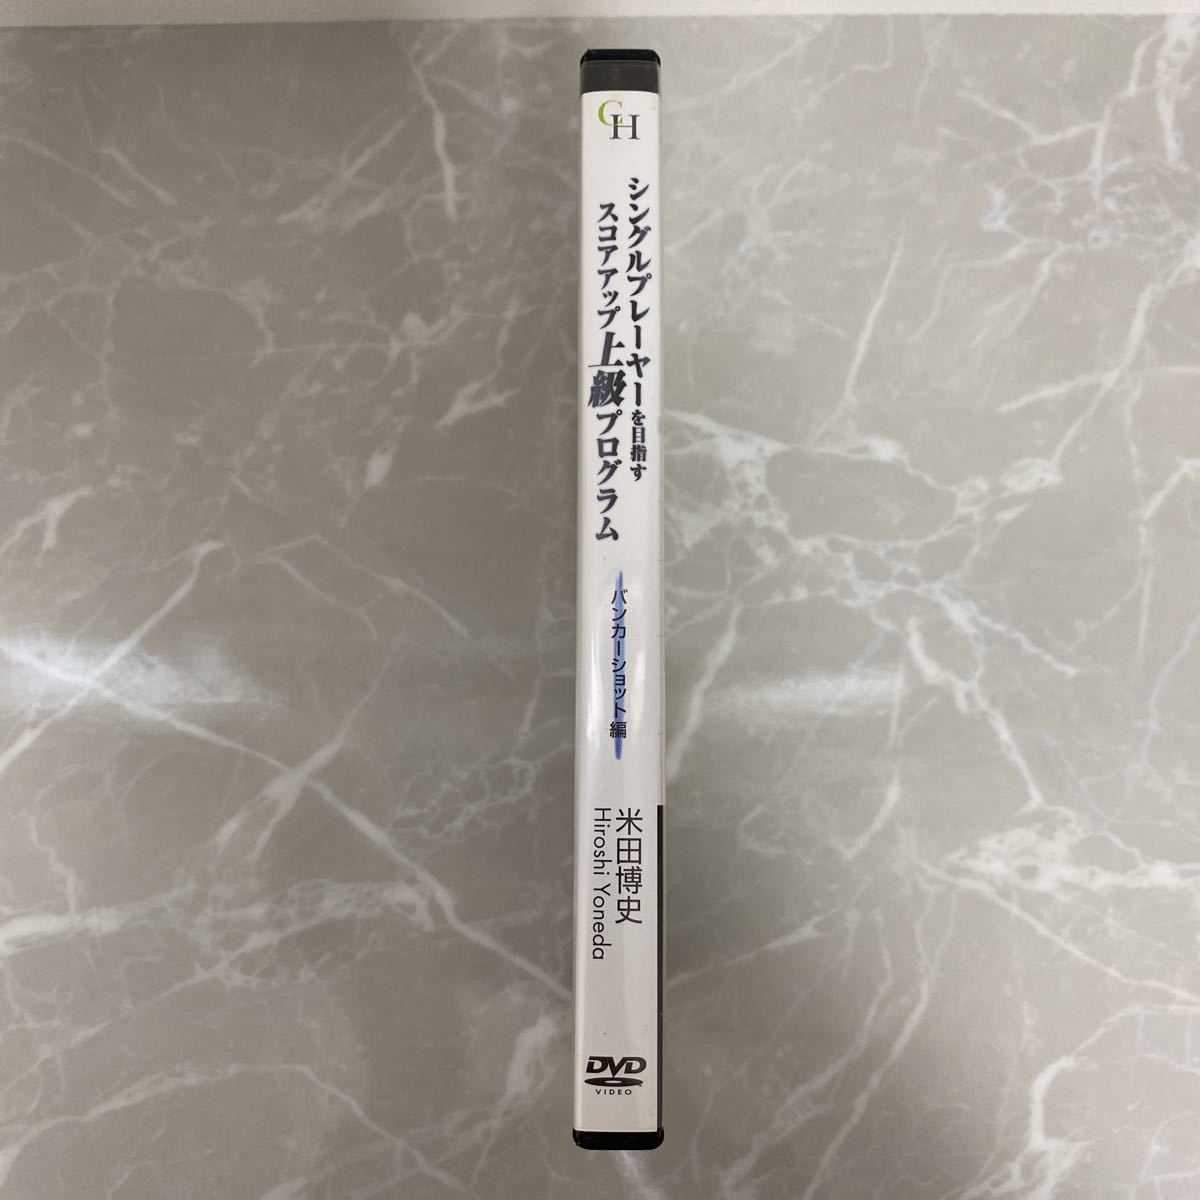 CH
シングルプレーヤーを目指す
スコアアップ上級プログラム
バンカーショット編
米田博史
Hiroshi Yoneda
DVD
VIDEO